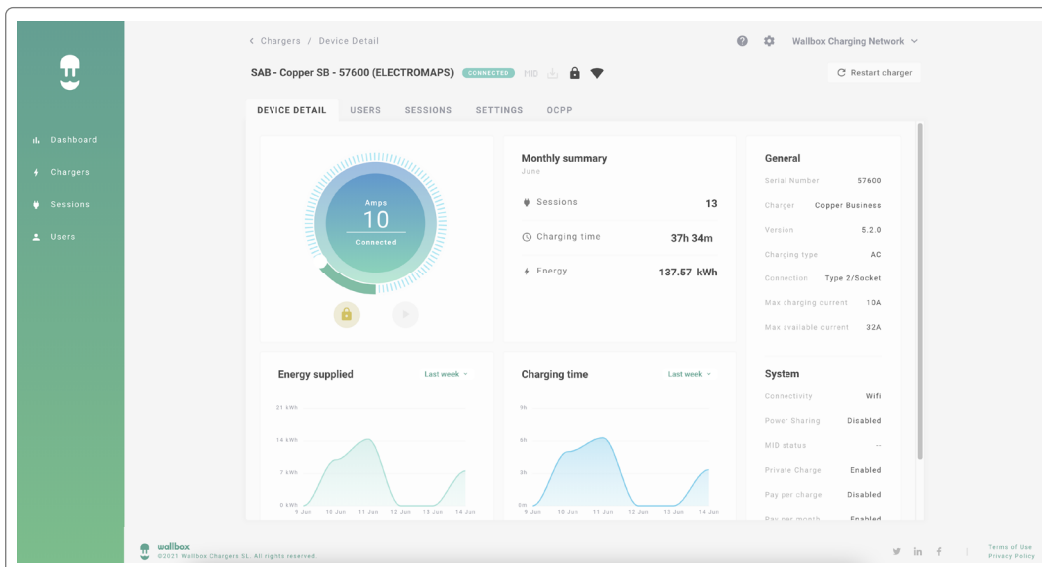 Chargers / Device Detail
Wallbox Charging Network
SAB - Copper SB - 57600 (ELECTROMAPS) CONNECTED MID
Restart charger
DEVICE DETAIL USERS SESSIONS SETTINGS OCPP
Dashboard
Chargers
Sessions
Users
Amps
10
Connected
Monthly summary
June
Sessions 13
Charging time 37h 34m
Energy 137.57 kWh
General
Serial Number 57600
Charger Copper Business
Version 5.2.0
Charging type AC
Connection Type 2/Socket
Max charging current 10A
Max available current 32A
Energy supplied Last week
21 kWh
14 kWh
7 kWh
0 kWh
9 Jun 10 Jun 11 Jun 12 Jun 13 Jun 14 Jun
Charging time Last week
9h
6h
3h
0m
9 Jun 10 Jun 11 Jun 12 Jun 13 Jun 14 Jun
System
Connectivity Wifi
Power Sharing Disabled
MID status --
Private Charge Enabled
Pay per charge Disabled
Pay per month Enabled
wallbox
©2021 Wallbox Chargers SL. All rights reserved.
Terms of Use
Privacy Policy